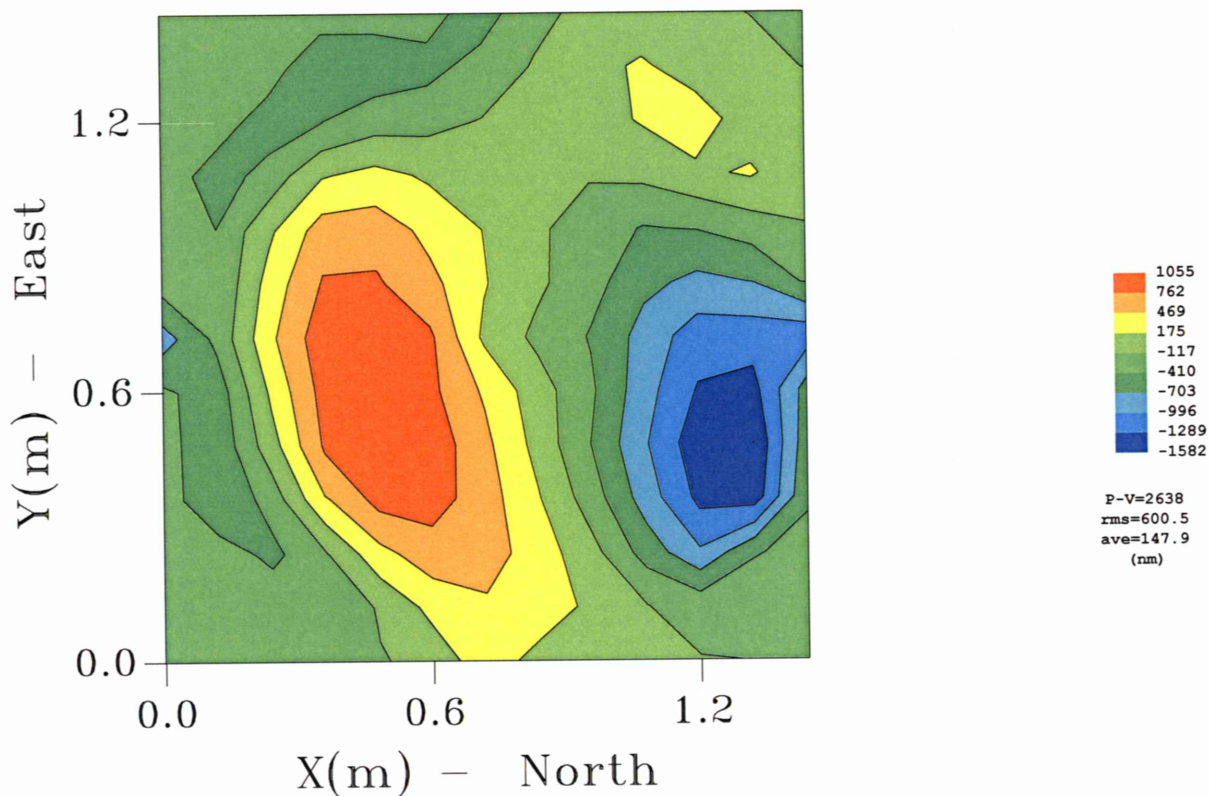 1.2
0.6
0.0
Y(m) – East
0.0 0.6 1.2
X(m) – North
1055
762
469
175
-117
-410
-703
-996
-1289
-1582
P-V=2638
rms=600.5
ave=147.9
(nm)